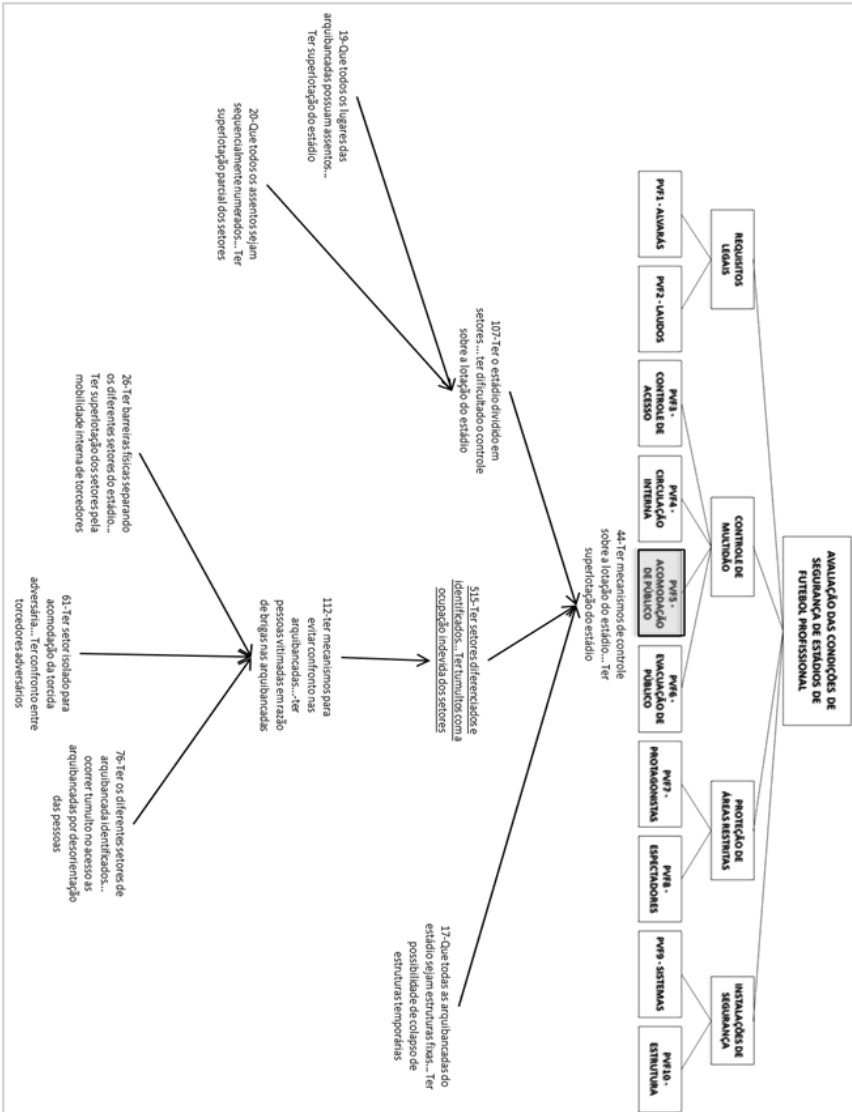 AVALIAÇÃO DAS CONDIÇÕES DE
SEGURANÇA DE ESTÁDIOS DE
FUTEBOL PROFISSIONAL
REQUISITOS
LEGAIS
CONTROLE DE
MULTIDÃO
PROTEÇÃO DE
ÁREAS RESTRITAS
INSTALAÇÕES DE
SEGURANÇA
PVF1 - ALVARÁS
PVF2 - LAUDOS
PVF3 -
CONTROLE DE
ACESSO
PVF4 -
CIRCULAÇÃO
INTERNA
PVF5 -
ACOMODAÇÃO
DE PÚBLICO
PVF6 -
EVACUAÇÃO DE
PÚBLICO
PVF7 -
PROTAGONISTAS
PVF8 -
ESPECTADORES
PVF9 - SISTEMAS
PVF10 -
ESTRUTURA
44-Ter mecanismos de controle
sobre a lotação do estádio... Ter
superlotação do estádio
107-Ter o estádio dividido em
setores ... ter dificultado o controle
sobre a lotação do estádio
515-Ter setores diferenciados e
identificados... Ter tumultos com a
ocupação indevida dos setores
17-Que todas as arquibancadas do
estádio sejam estruturas fixas... Ter
possibilidade de colapso de
estruturas temporárias
19-Que todos os lugares das
arquibancadas possuam assentos...
Ter superlotação do estádio
20-Que todos os assentos sejam
sequencialmente numerados... Ter
superlotação parcial dos setores
112-ter mecanismos para
evitar confronto nas
arquibancadas...-ter
pessoas vitimadas em razão
de brigas nas arquibancadas
26-Ter barreiras físicas separando
os diferentes setores do estádio...
Ter superlotação dos setores pela
mobilidade interna de torcedores
61-Ter setor isolado para
acomodação da torcida
adversária... Ter confronto entre
torcedores adversários
76-Ter os diferentes setores de
arquibancada identificados...
ocorrer tumulto no acesso as
arquibancadas por desorientação
das pessoas